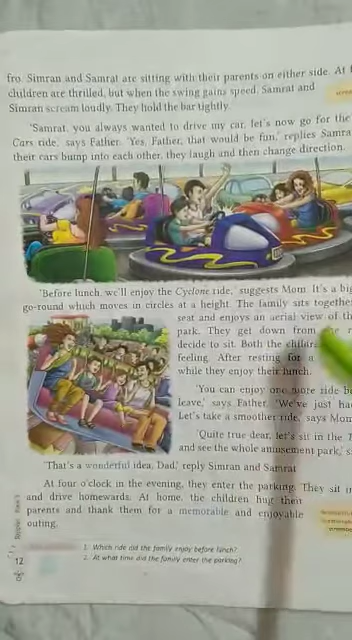 fro. Simran and Samrat are sitting with their parents on either side. At
children are thrilled, but when the swing gains speed, Samrat and
Simran scream loudly. They hold the bar tightly.
'Samrat, you always wanted to drive my car, let's now go for the
Cars ride,' says Father. 'Yes, Father, that would be fun,' replies Samra
their cars bump into each other, they laugh and then change direction.
'Before lunch, we'll enjoy the Cyclone ride,' suggests Mom. It's a big
go-round which moves in circles at a height. The family sits together
seat and enjoys an aerial view of th
park. They get down from
decide to sit. Both the childre
feeling. After resting for a
while they enjoy their lunch.
'You can enjoy one more ride be
leave,' says Father. 'We've just ha
Let's take a smoother ride,' says Mom
'Quite true dear, let's sit in the
and see the whole amusement park,' s
'That's a wonderful idea, Dad,' reply Simran and Samrat
At four o'clock in the evening, they enter the parking. They sit i
and drive homewards. At home, the children hug their
parents and thank them for a memorable and enjoyable
outing.
1. Which ride did the family enjoy before lunch?
2. At what time did the family enter the parking?
12